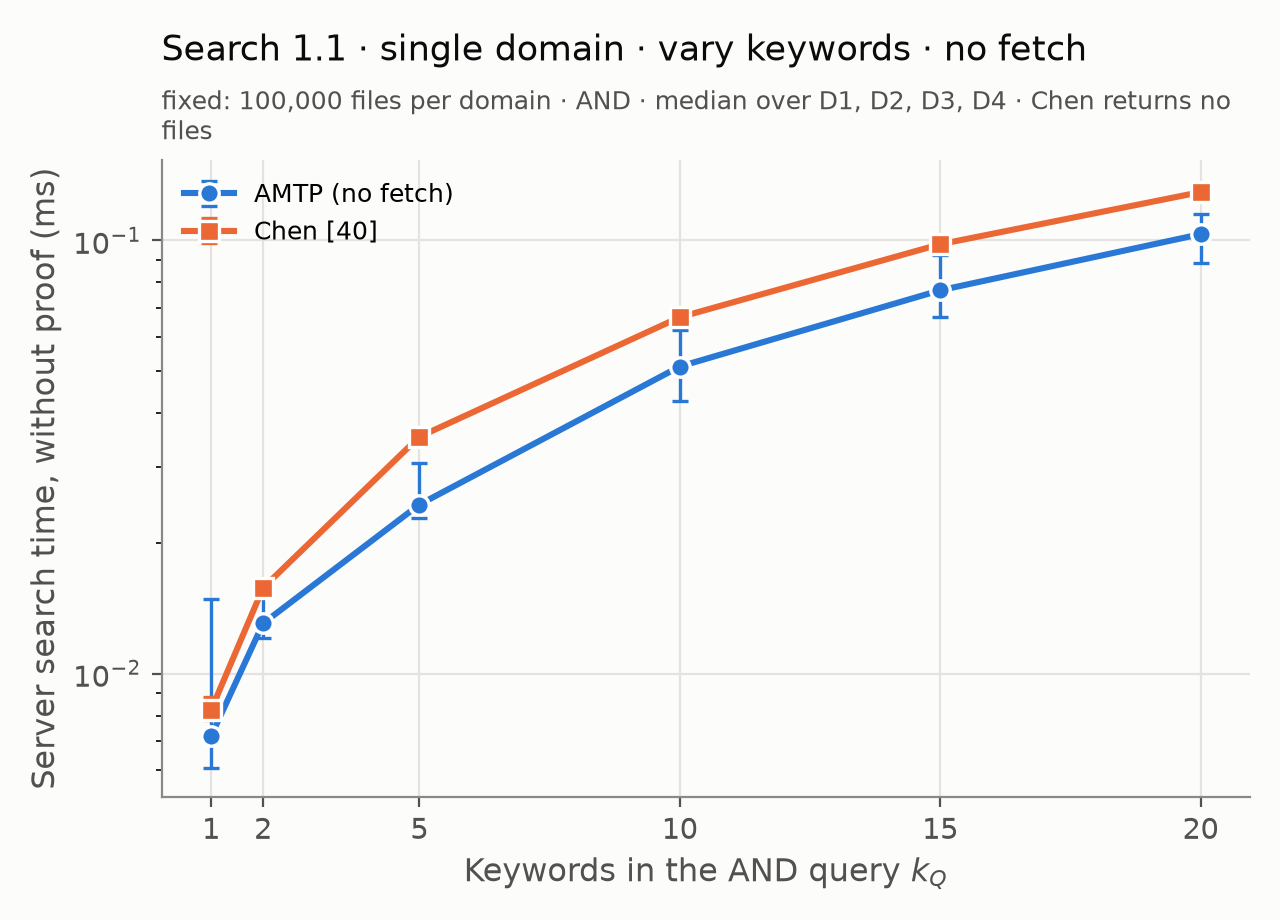 Search 1.1 · single domain · vary keywords · no fetch
fixed: 100,000 files per domain · AND · median over D1, D2, D3, D4 · Chen returns no
files
Server search time, without proof (ms)
AMTP (no fetch)
Chen [40]
10⁻¹
10⁻²
1 2 5 10 15 20
Keywords in the AND query k_Q